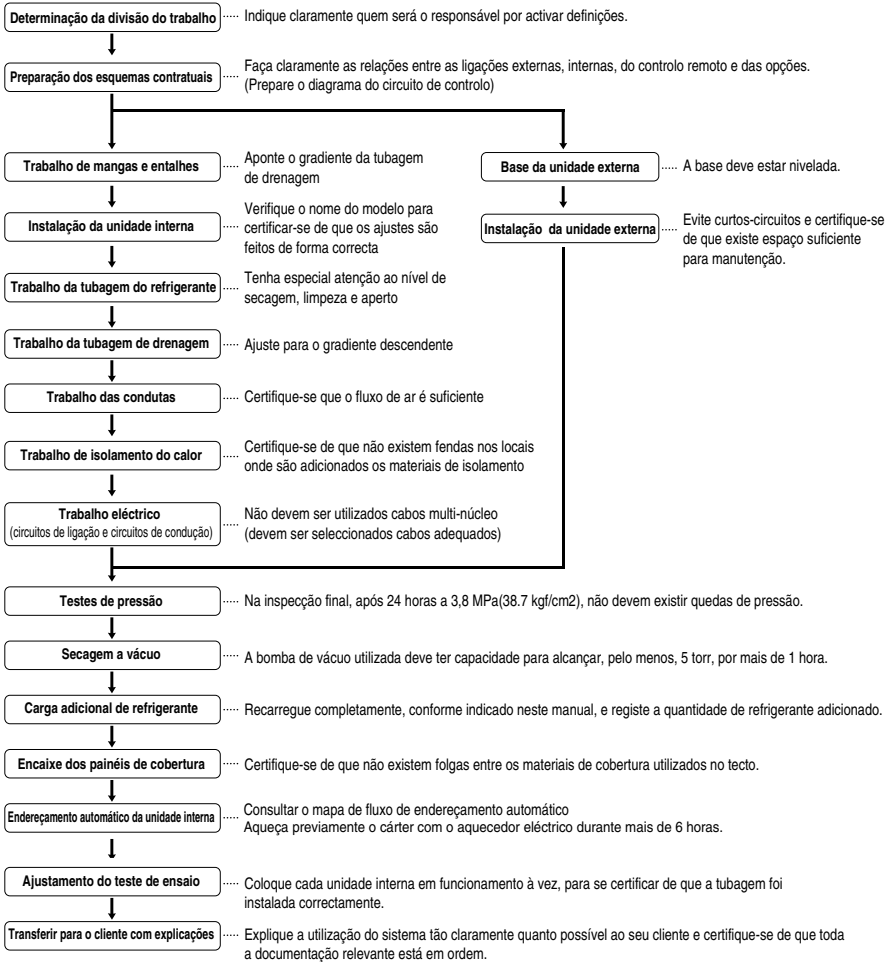 Determinação da divisão do trabalho
Indique claramente quem será o responsável por activar definições.
Preparação dos esquemas contratuais
Faça claramente as relações entre as ligações externas, internas, do controlo remoto e das opções.
(Prepare o diagrama do circuito de controlo)
Trabalho de mangas e entalhes
Aponte o gradiente da tubagem
de drenagem
Base da unidade externa
A base deve estar nivelada.
Instalação da unidade interna
Verifique o nome do modelo para
certificar-se de que os ajustes são
feitos de forma correcta
Instalação da unidade externa
Evite curtos-circuitos e certifique-se
de que existe espaço suficiente
para manutenção.
Trabalho da tubagem do refrigerante
Tenha especial atenção ao nível de
secagem, limpeza e aperto
Trabalho da tubagem de drenagem
Ajuste para o gradiente descendente
Trabalho das condutas
Certifique-se que o fluxo de ar é suficiente
Trabalho de isolamento do calor
Certifique-se de que não existem fendas nos locais
onde são adicionados os materiais de isolamento
Trabalho eléctrico
(circuitos de ligação e circuitos de condução)
Não devem ser utilizados cabos multi-núcleo
(devem ser seleccionados cabos adequados)
Testes de pressão
Na inspecção final, após 24 horas a 3,8 MPa(38.7 kgf/cm2), não devem existir quedas de pressão.
Secagem a vácuo
A bomba de vácuo utilizada deve ter capacidade para alcançar, pelo menos, 5 torr, por mais de 1 hora.
Carga adicional de refrigerante
Recarregue completamente, conforme indicado neste manual, e registe a quantidade de refrigerante adicionado.
Encaixe dos painéis de cobertura
Certifique-se de que não existem folgas entre os materiais de cobertura utilizados no tecto.
Endereçamento automático da unidade interna
Consultar o mapa de fluxo de endereçamento automático
Aqueça previamente o cárter com o aquecedor eléctrico durante mais de 6 horas.
Ajustamento do teste de ensaio
Coloque cada unidade interna em funcionamento à vez, para se certificar de que a tubagem foi
instalada correctamente.
Transferir para o cliente com explicações
Explique a utilização do sistema tão claramente quanto possível ao seu cliente e certifique-se de que toda
a documentação relevante está em ordem.